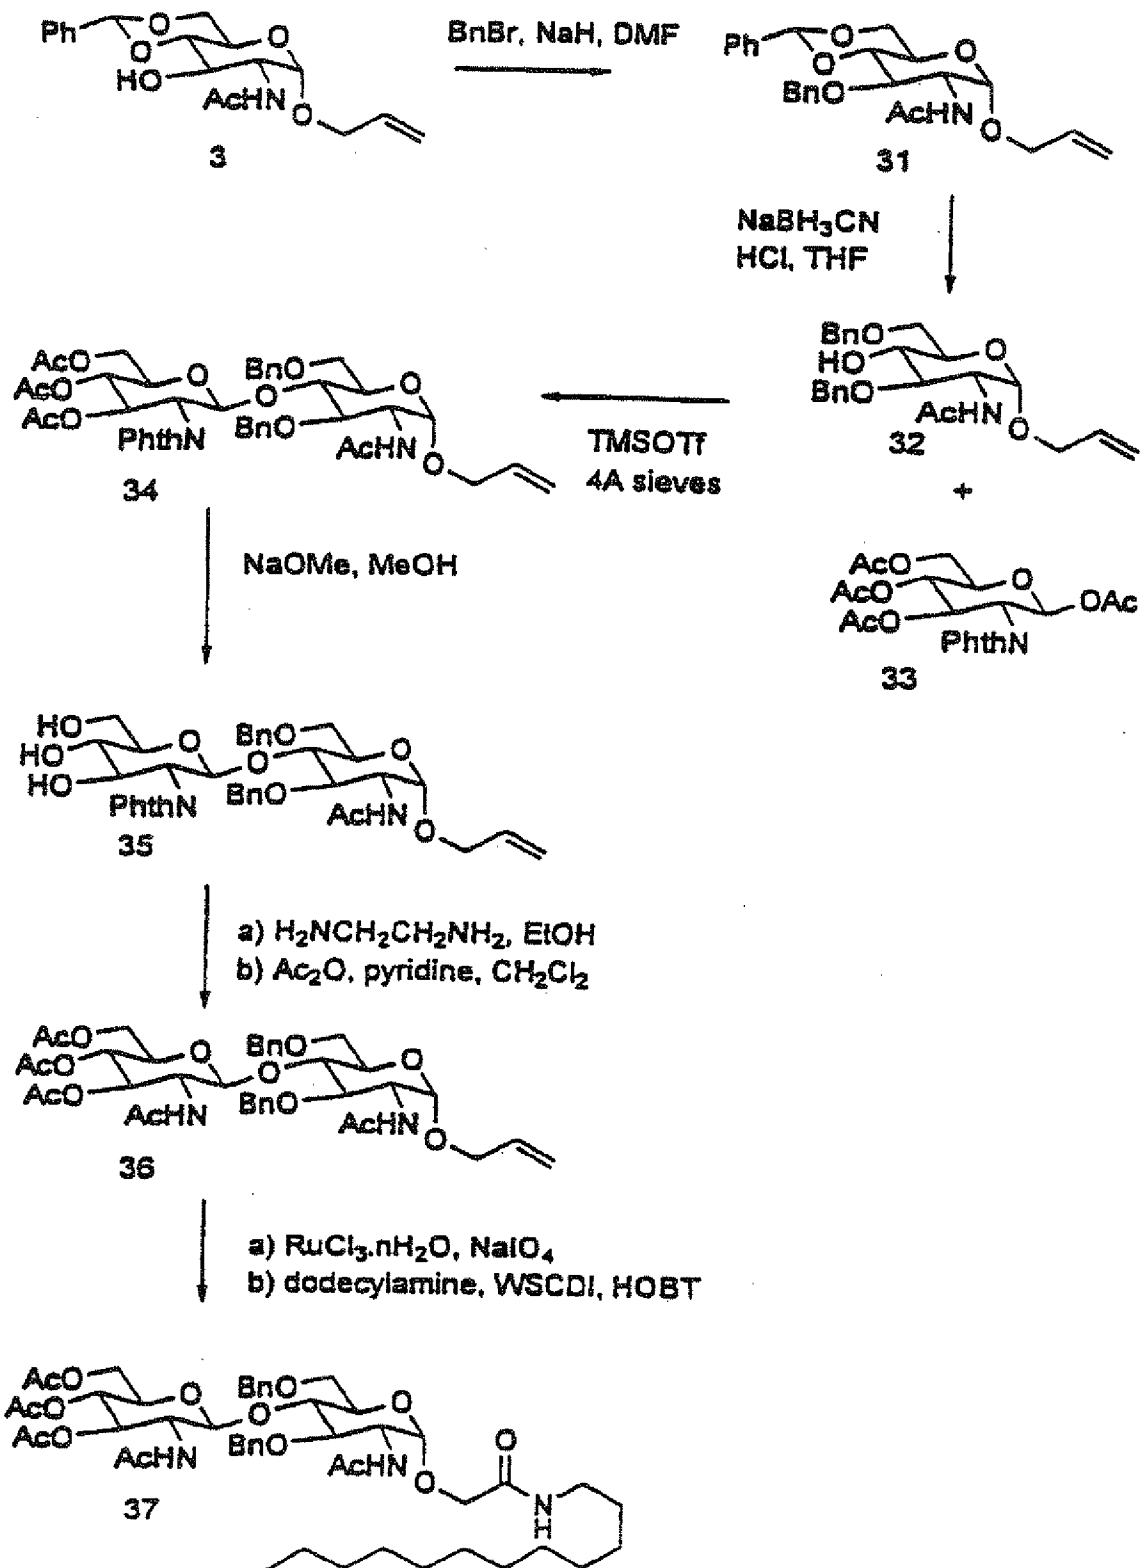 Ph
O
O
O
HO
AcHN
O
3
BnBr, NaH, DMF
Ph
O
O
O
BnO
AcHN
O
31
NaBH3CN
HCl, THF
BnO
HO
O
BnO
AcHN
O
32
+
AcO
AcO
AcO
O
OAc
PhthN
33
TMSOTf
4A sieves
AcO
AcO
AcO
O
PhthN
O
BnO
O
BnO
AcHN
O
34
NaOMe, MeOH
HO
HO
HO
O
PhthN
O
BnO
O
BnO
AcHN
O
35
a) H2NCH2CH2NH2, EtOH
b) Ac2O, pyridine, CH2Cl2
AcO
AcO
AcO
O
AcHN
O
BnO
O
BnO
AcHN
O
36
a) RuCl3.nH2O, NaIO4
b) dodecylamine, WSCDI, HOBT
AcO
AcO
AcO
O
AcHN
O
BnO
O
BnO
AcHN
O
O
N
H
37